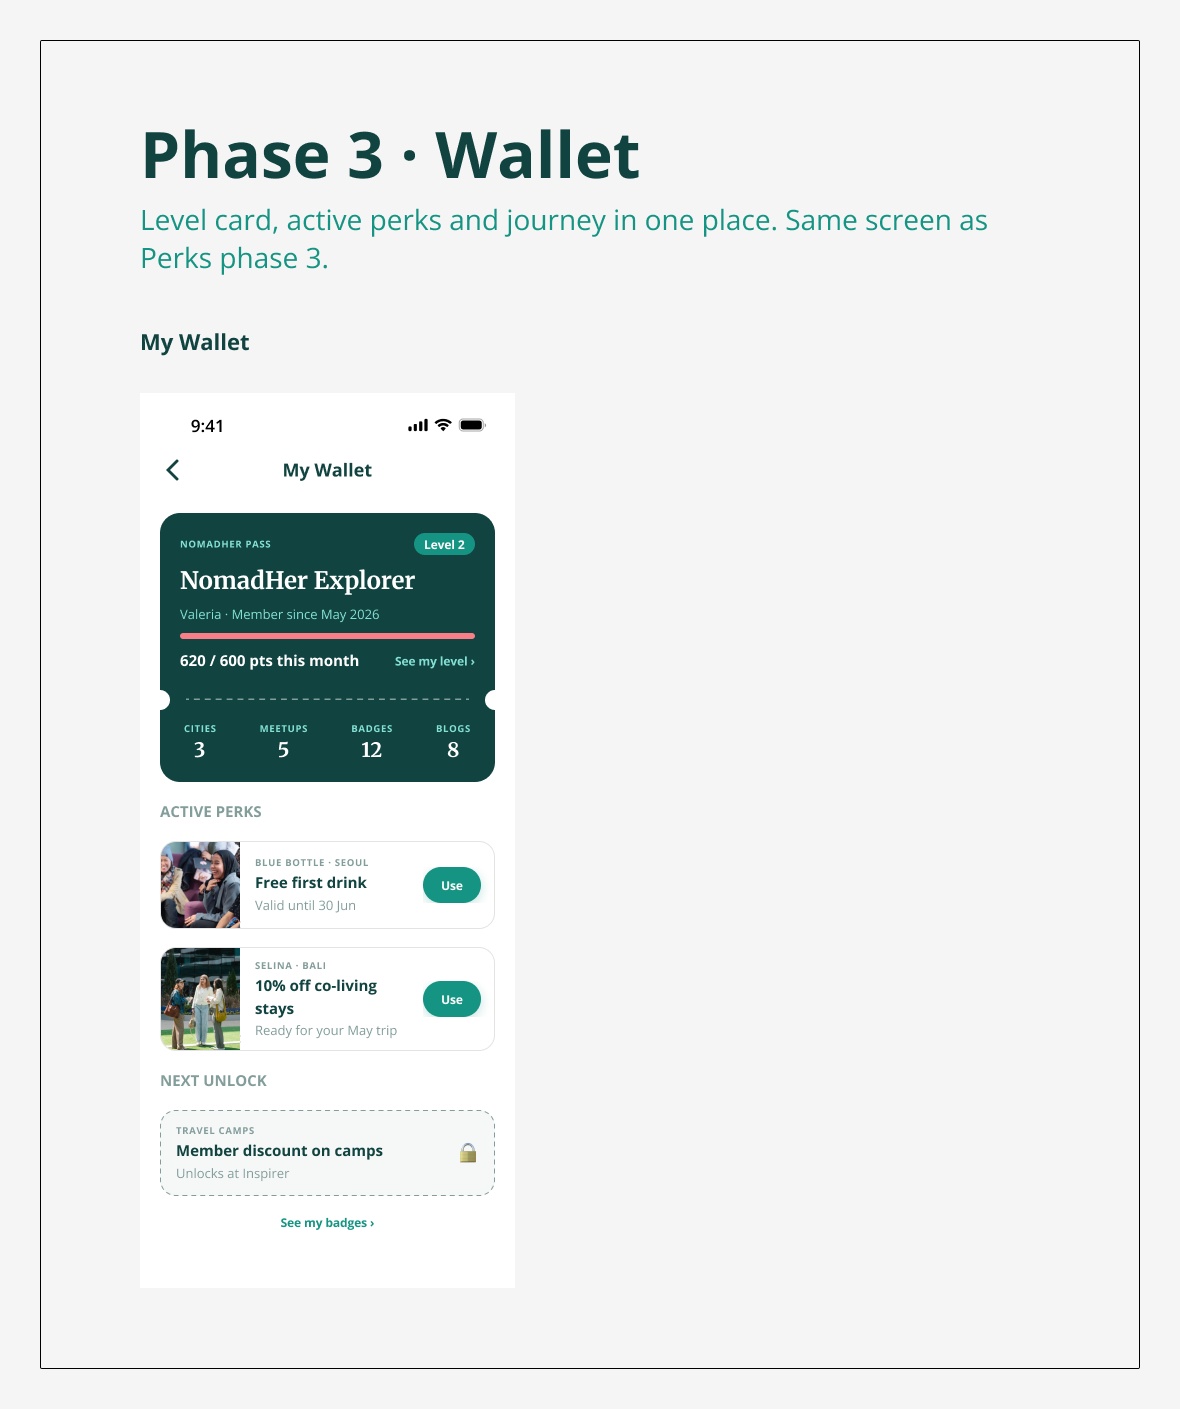 Phase 3 · Wallet
Level card, active perks and journey in one place. Same screen as
Perks phase 3.
My Wallet
9:41
My Wallet
NOMADHER PASS
Level 2
NomadHer Explorer
Valeria · Member since May 2026
620 / 600 pts this month
See my level ›
CITIES
MEETUPS
BADGES
BLOGS
3
5
12
8
ACTIVE PERKS
BLUE BOTTLE · SEOUL
Free first drink
Valid until 30 Jun
Use
SELINA · BALI
10% off co-living
stays
Ready for your May trip
Use
NEXT UNLOCK
TRAVEL CAMPS
Member discount on camps
Unlocks at Inspirer
See my badges ›